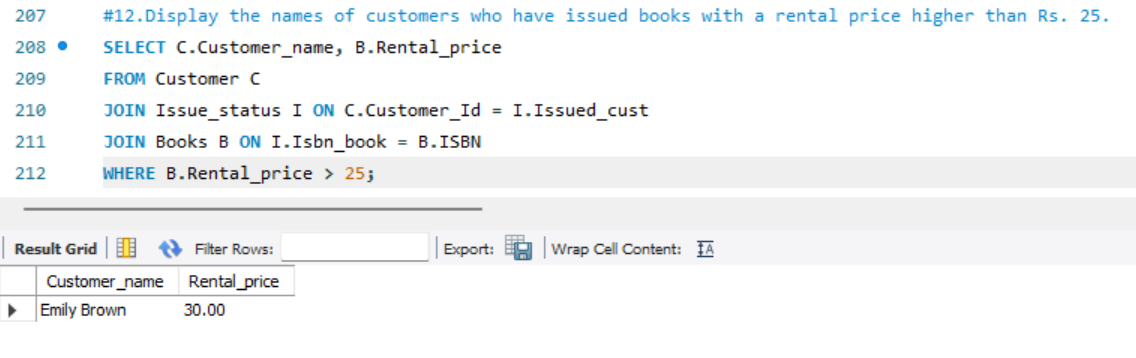 207 #12.Display the names of customers who have issued books with a rental price higher than Rs. 25.
208 SELECT C.Customer_name, B.Rental_price
209 FROM Customer C
210 JOIN Issue_status I ON C.Customer_Id = I.Issued_cust
211 JOIN Books B ON I.Isbn_book = B.ISBN
212 WHERE B.Rental_price > 25;
Result Grid Filter Rows: Export: Wrap Cell Content: IA
Customer_name Rental_price
Emily Brown 30.00